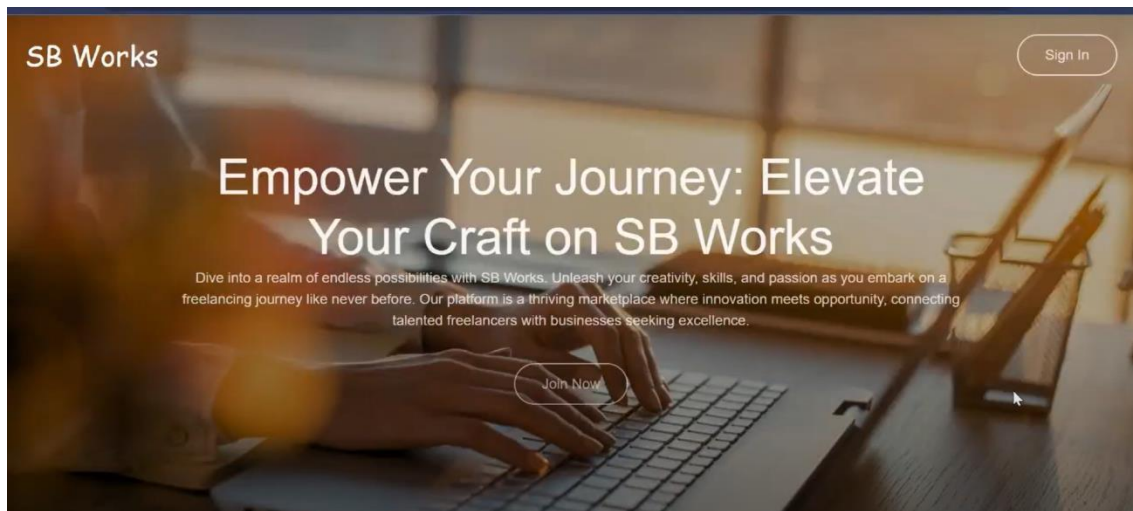 SB Works
Sign In
Empower Your Journey: Elevate
Your Craft on SB Works
Dive into a realm of endless possibilities with SB Works. Unleash your creativity, skills, and passion as you embark on a
freelancing journey like never before. Our platform is a thriving marketplace where innovation meets opportunity, connecting
talented freelancers with businesses seeking excellence.
Join Now